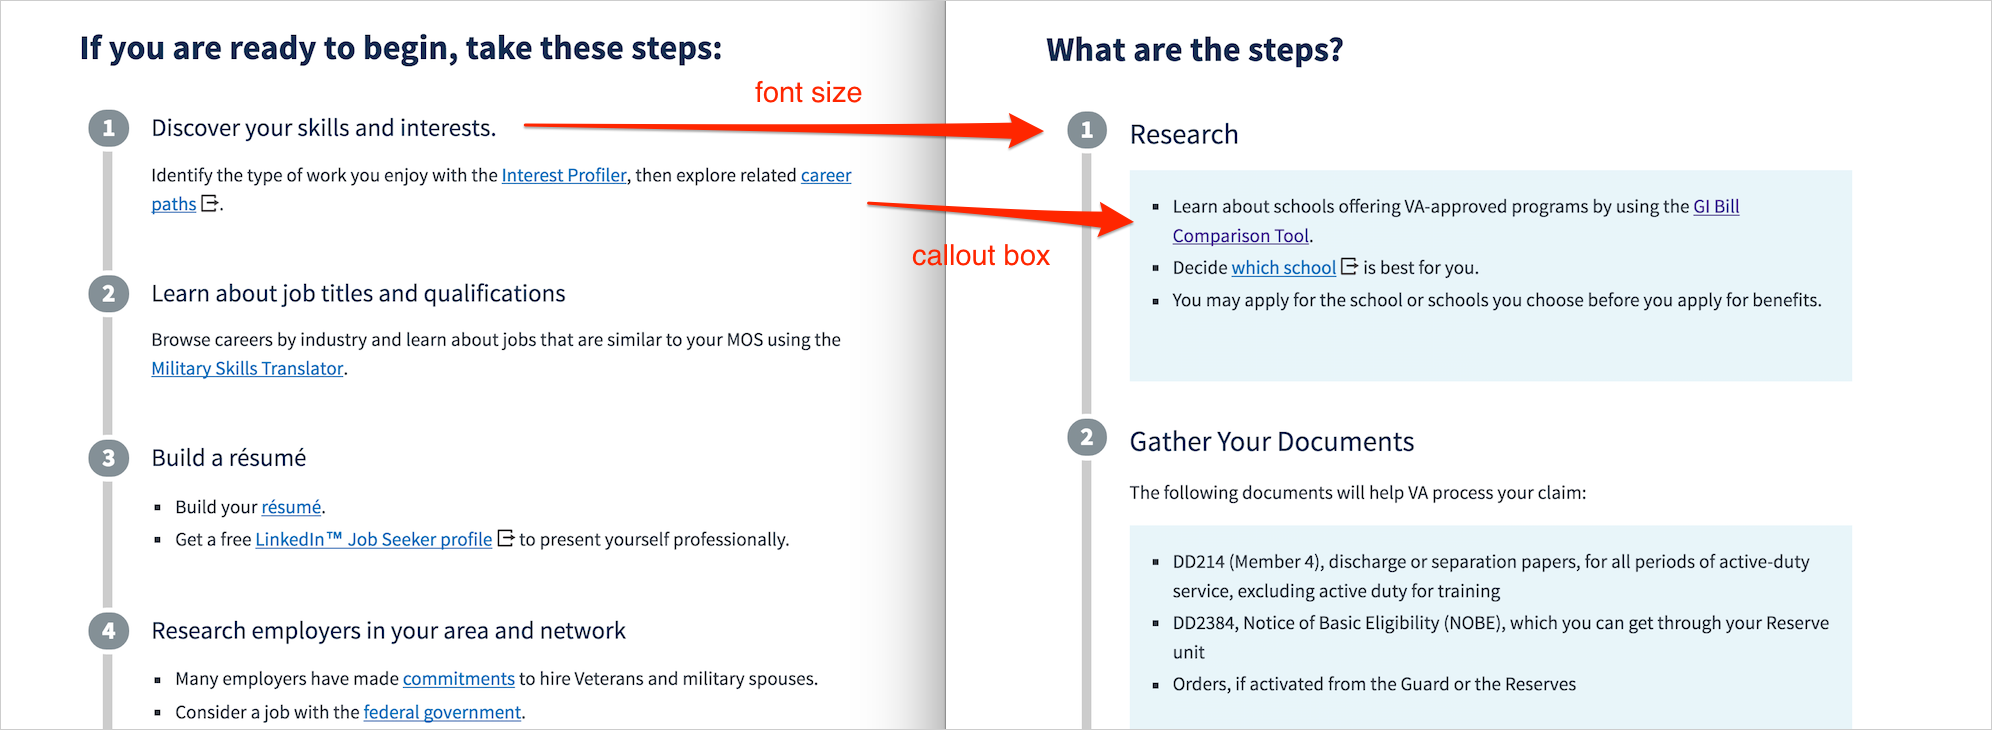 If you are ready to begin, take these steps:
1
Discover your skills and interests.
Identify the type of work you enjoy with the Interest Profiler, then explore related career
paths.
2
Learn about job titles and qualifications
Browse careers by industry and learn about jobs that are similar to your MOS using the
Military Skills Translator.
3
Build a résumé
Build your résumé.
Get a free LinkedIn™ Job Seeker profile to present yourself professionally.
4
Research employers in your area and network
Many employers have made commitments to hire Veterans and military spouses.
Consider a job with the federal government.
font size
callout box
What are the steps?
1
Research
Learn about schools offering VA-approved programs by using the GI Bill
Comparison Tool.
Decide which school is best for you.
You may apply for the school or schools you choose before you apply for benefits.
2
Gather Your Documents
The following documents will help VA process your claim:
DD214 (Member 4), discharge or separation papers, for all periods of active-duty
service, excluding active duty for training
DD2384, Notice of Basic Eligibility (NOBE), which you can get through your Reserve
unit
Orders, if activated from the Guard or the Reserves